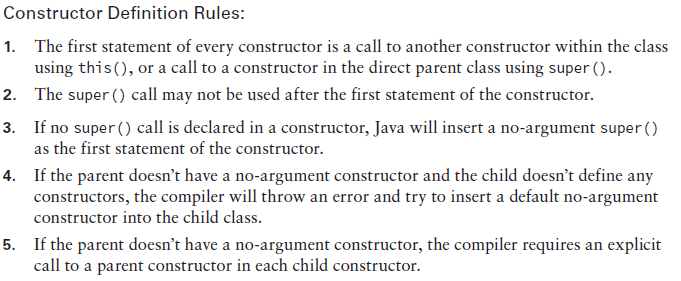 Constructor Definition Rules:
1. The first statement of every constructor is a call to another constructor within the class
using this(), or a call to a constructor in the direct parent class using super().
2. The super() call may not be used after the first statement of the constructor.
3. If no super() call is declared in a constructor, Java will insert a no-argument super()
as the first statement of the constructor.
4. If the parent doesn’t have a no-argument constructor and the child doesn’t define any
constructors, the compiler will throw an error and try to insert a default no-argument
constructor into the child class.
5. If the parent doesn’t have a no-argument constructor, the compiler requires an explicit
call to a parent constructor in each child constructor.